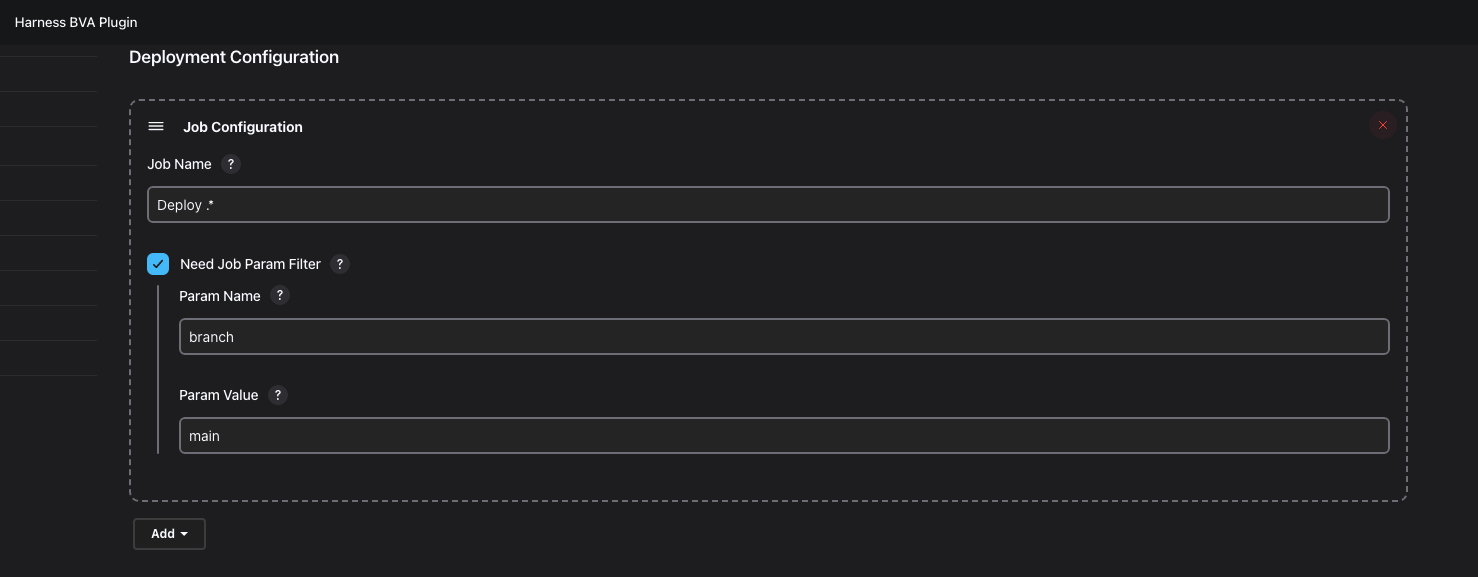 Harness BVA Plugin
Deployment Configuration
Job Configuration
Job Name ?
Deploy .*
Need Job Param Filter ?
Param Name ?
branch
Param Value ?
main
Add